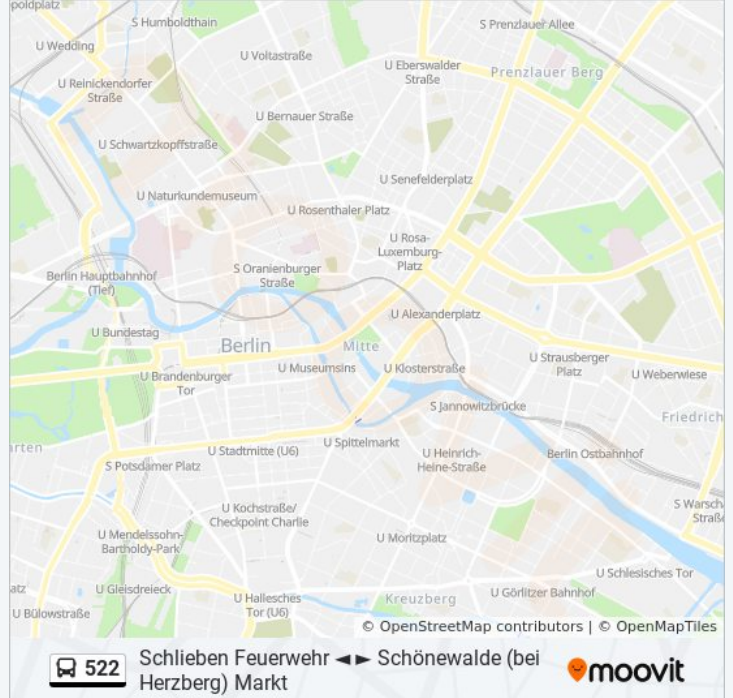 poldplatz
S Humboldthain
S Prenzlauer Allee
U Wedding
U Voltastraße
U Eberswalder
Straße
Prenzlauer Berg
U Reinickendorfer
Straße
U Bernauer Straße
U Schwartzkopffstraße
U Senefelderplatz
U Naturkundemuseum
U Rosenthaler Platz
U Rosa-
Luxemburg-
Platz
S Oranienburger
Straße
Berlin Hauptbahnhof
(Tief)
U Alexanderplatz
U Bundestag
Berlin
Mitte
U Strausberger
Platz
U Museumsins
U Klosterstraße
U Weberwiese
U Brandenburger
Tor
S Jannowitzbrücke
Friedrich
rten
U Spittelmarkt
U Stadtmitte (U6)
U Heinrich-
Heine-Straße
Berlin Ostbahnhof
S Potsdamer Platz
S Warsch
Straße
U Kochstraße/
Checkpoint Charlie
U Mendelssohn-
Bartholdy-Park
U Moritzplatz
U Schlesisches Tor
atz
U Gleisdreieck
U Hallesches
Tor (U6)
Kreuzberg
U Görlitzer Bahnhof
U Bülowstraße
© OpenStreetMap contributors | © OpenMapTiles
522
Schlieben Feuerwehr ◄► Schönewalde (bei
Herzberg) Markt
moovit